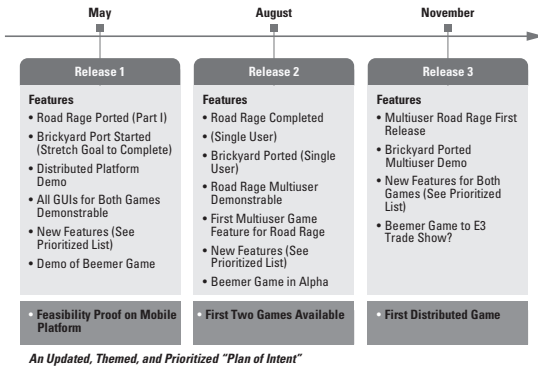 May
August
November
Release 1
Features
• Road Rage Ported (Part I)
• Brickyard Port Started
(Stretch Goal to Complete)
• Distributed Platform
Demo
• All GUIs for Both Games
Demonstrable
• New Features (See
Prioritized List)
• Demo of Beemer Game
• Feasibility Proof on Mobile
Platform
Release 2
Features
• Road Rage Completed
• (Single User)
• Brickyard Ported (Single
User)
• Road Rage Multiuser
Demonstrable
• First Multiuser Game
Feature for Road Rage
• New Features (See
Prioritized List)
• Beemer Game in Alpha
• First Two Games Available
Release 3
Features
• Multiuser Road Rage First
Release
• Brickyard Ported
Multiuser Demo
• New Features for Both
Games (See Prioritized
List)
• Beemer Game to E3
Trade Show?
• First Distributed Game
An Updated, Themed, and Prioritized “Plan of Intent”